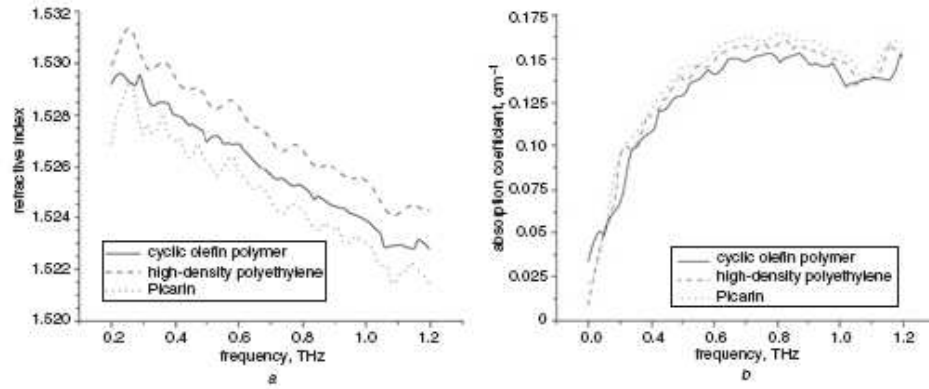 1.532
1.530
1.528
1.526
1.524
1.522
1.520
refractive index
cyclic olefin polymer
high-density polyethylene
Picarin
0.2 0.4 0.6 0.8 1.0 1.2
frequency, THz
a
0.175
0.15
0.125
0.100
0.075
0.05
0.025
0
absorption coefficient, cm⁻¹
cyclic olefin polymer
high-density polyethylene
Picarin
0.0 0.4 0.6 0.8 1.0 1.2
frequency, THz
b